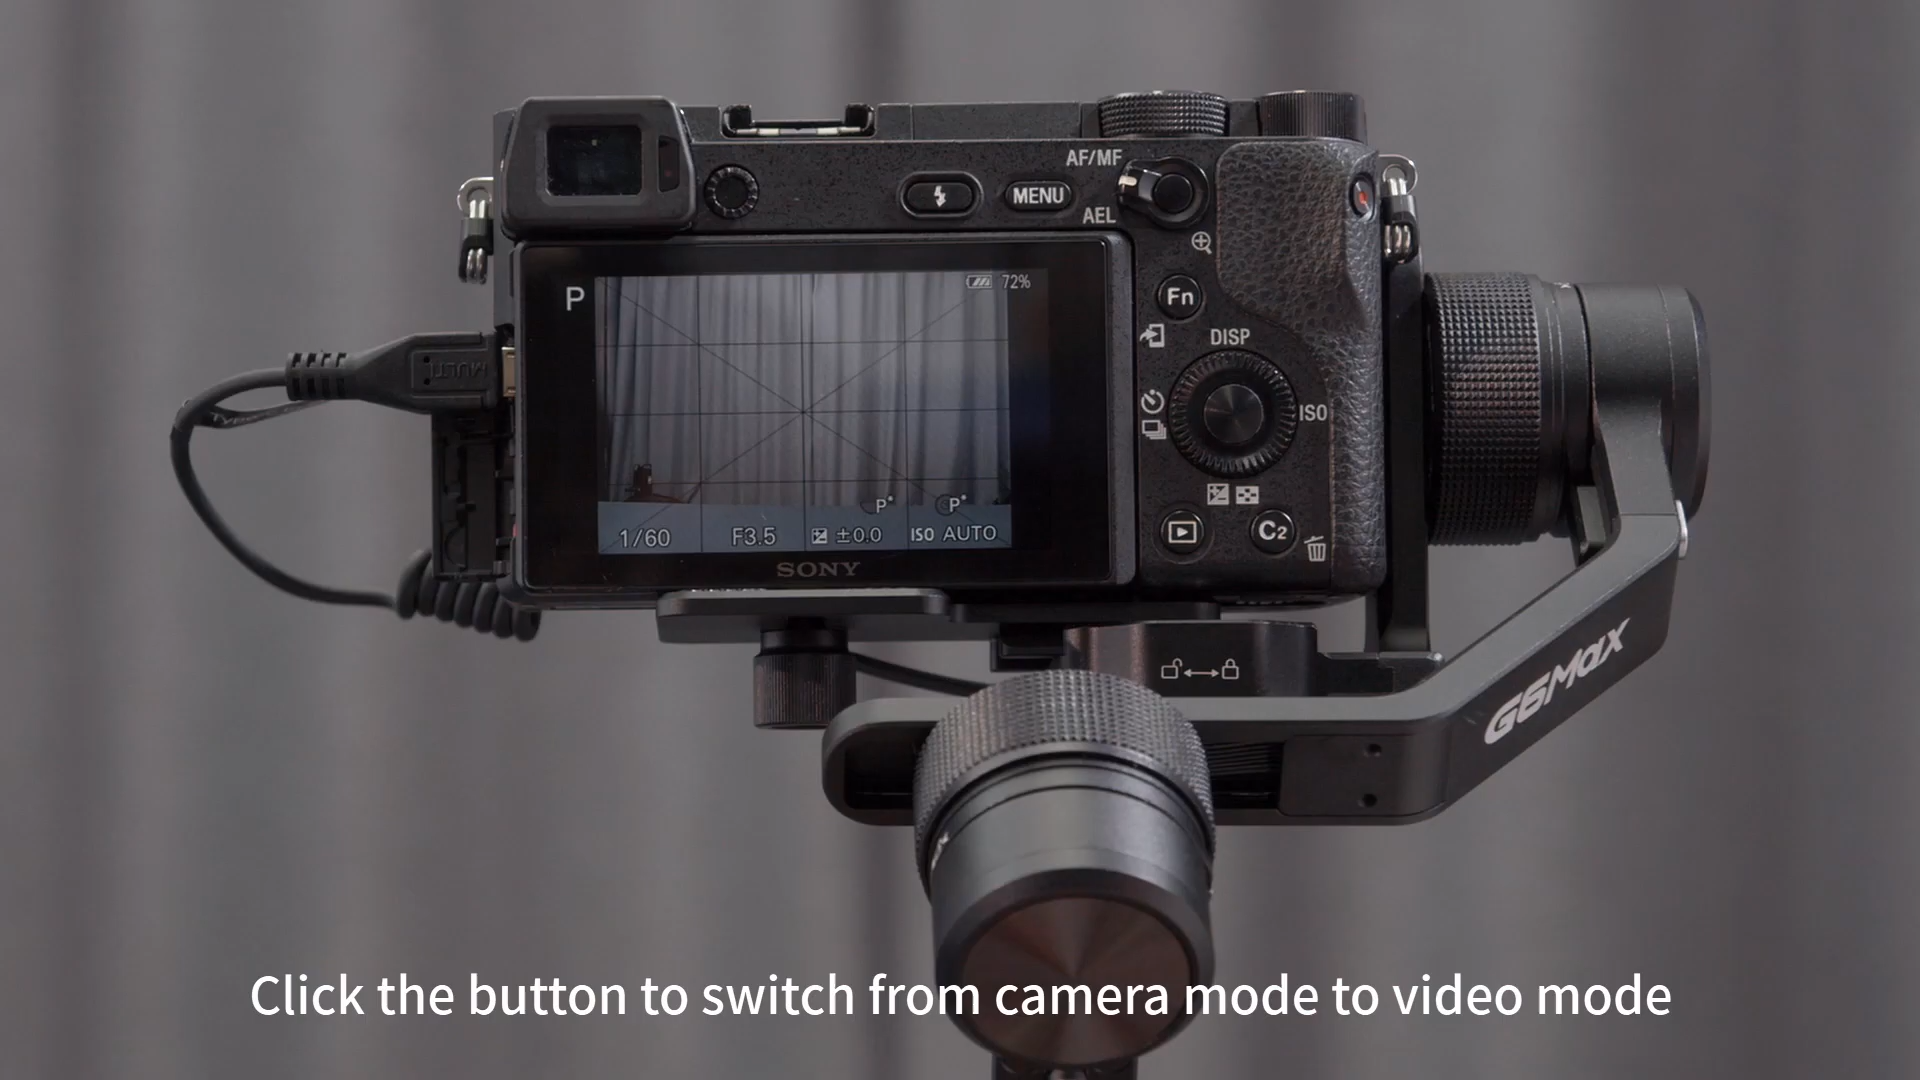 AF/MF
MENU
AEL
P
72%
Fn
DISP
MULTI
ISO
P*
P*
1/60
F3.5
±0.0
ISO AUTO
C2
SONY
G6Max
Click the button to switch from camera mode to video mode